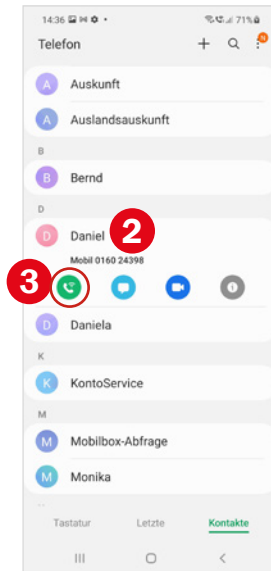 14:36 71%
Telefon
N
A Auskunft
A Auslandsauskunft
B
B Bernd
D
D Daniel 2
Mobil 0160 24398
3
D Daniela
K
K KontoService
M
M Mobilbox-Abfrage
M Monika
Tastatur Letzte Kontakte